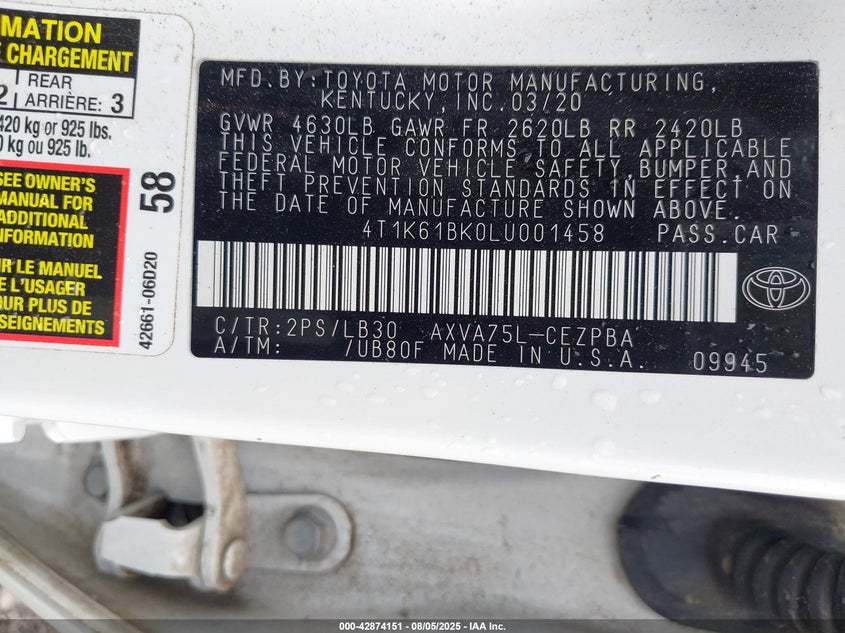 RMATION
E CHARGEMENT
2 | REAR
ARRIÈRE: 3
420 kg or 925 lbs.
0 kg ou 925 lb.
SEE OWNER'S
MANUAL FOR
ADDITIONAL
INFORMATION
UR LE MANUEL
E L'USAGER
OUR PLUS DE
SEIGNEMENTS
58
42661-06D20
MFD.BY:TOYOTA MOTOR MANUFACTURING,
KENTUCKY, INC. 03/20
GVWR 4630LB GAWR FR 2620LB RR 2420LB
THIS VEHICLE CONFORMS TO ALL APPLICABLE
FEDERAL MOTOR VEHICLE SAFETY, BUMPER, AND
THEFT PREVENTION STANDARDS IN EFFECT ON
THE DATE OF MANUFACTURE SHOWN ABOVE.
4T1K61BK0LU001458 PASS.CAR
C/TR:2PS/LB30 AXVA75L-CEZPBA
A/TM: 7UB80F MADE IN U.S.A. 09945
000-42874151 - 08/05/2025 - IAA Inc.